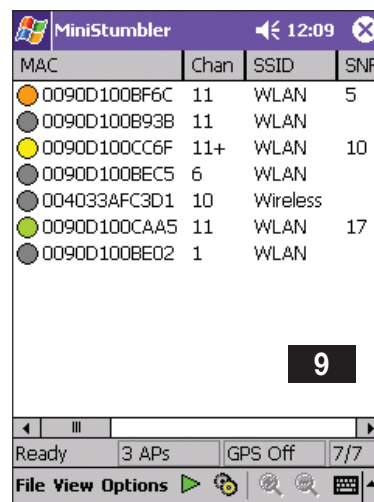 MiniStumbler 12:09
MAC Chan SSID SNR
0090D100BF6C 11 WLAN 5
0090D100B93B 11 WLAN
0090D100CC6F 11+ WLAN 10
0090D100BEC5 6 WLAN
004033AFC3D1 10 Wireless
0090D100CAA5 11 WLAN 17
0090D100BE02 1 WLAN
9
Ready 3 APs GPS Off 7/7
File View Options